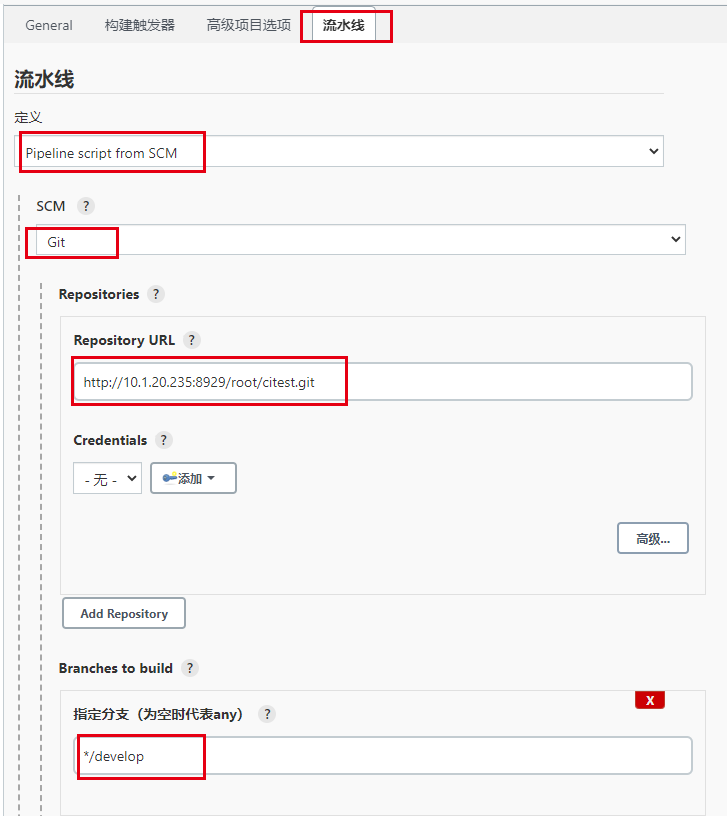 General 构建触发器 高级项目选项 流水线
流水线
定义
Pipeline script from SCM
SCM ?
Git
Repositories ?
Repository URL ?
http://10.1.20.235:8929/root/citest.git
Credentials ?
- 无 - 添加
高级...
Add Repository
Branches to build ?
X
指定分支（为空时代表any） ?
*/develop